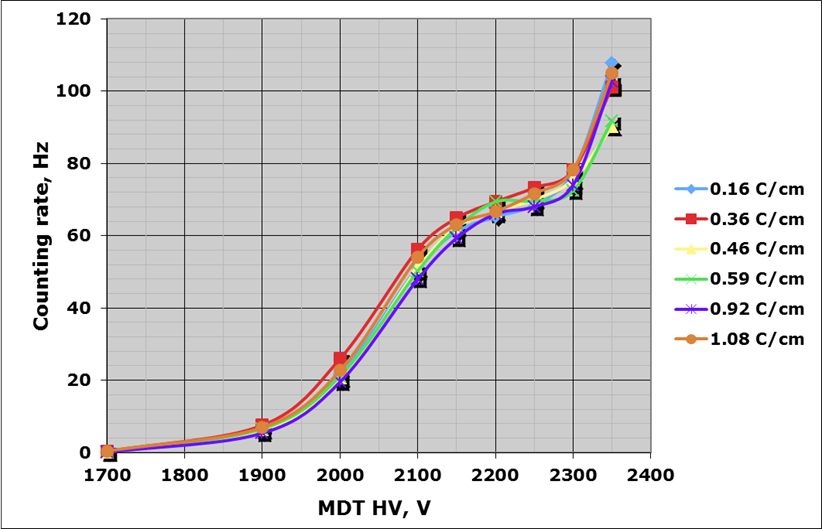 120
100
80
60
40
20
0
Counting rate, Hz
1700 1800 1900 2000 2100 2200 2300 2400
MDT HV, V
0.16 C/cm
0.36 C/cm
0.46 C/cm
0.59 C/cm
0.92 C/cm
1.08 C/cm